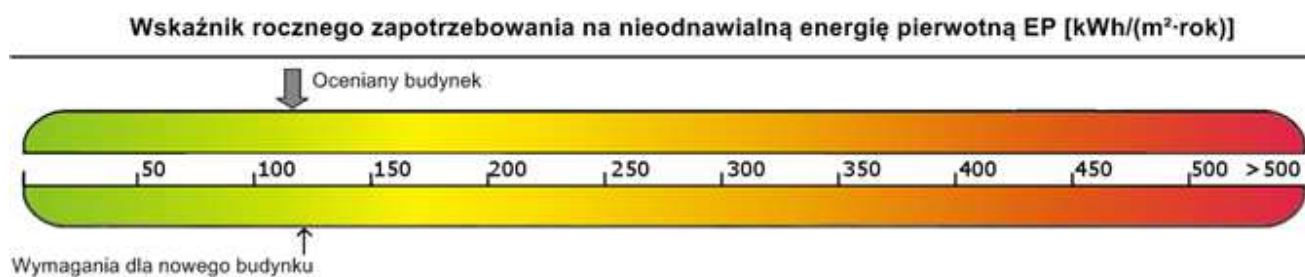 Wskaźnik rocznego zapotrzebowania na nieodnawialną energię pierwotną EP [kWh/(m²·rok)]
Oceniany budynek
50 100 150 200 250 300 350 400 450 500 >500
Wymagania dla nowego budynku